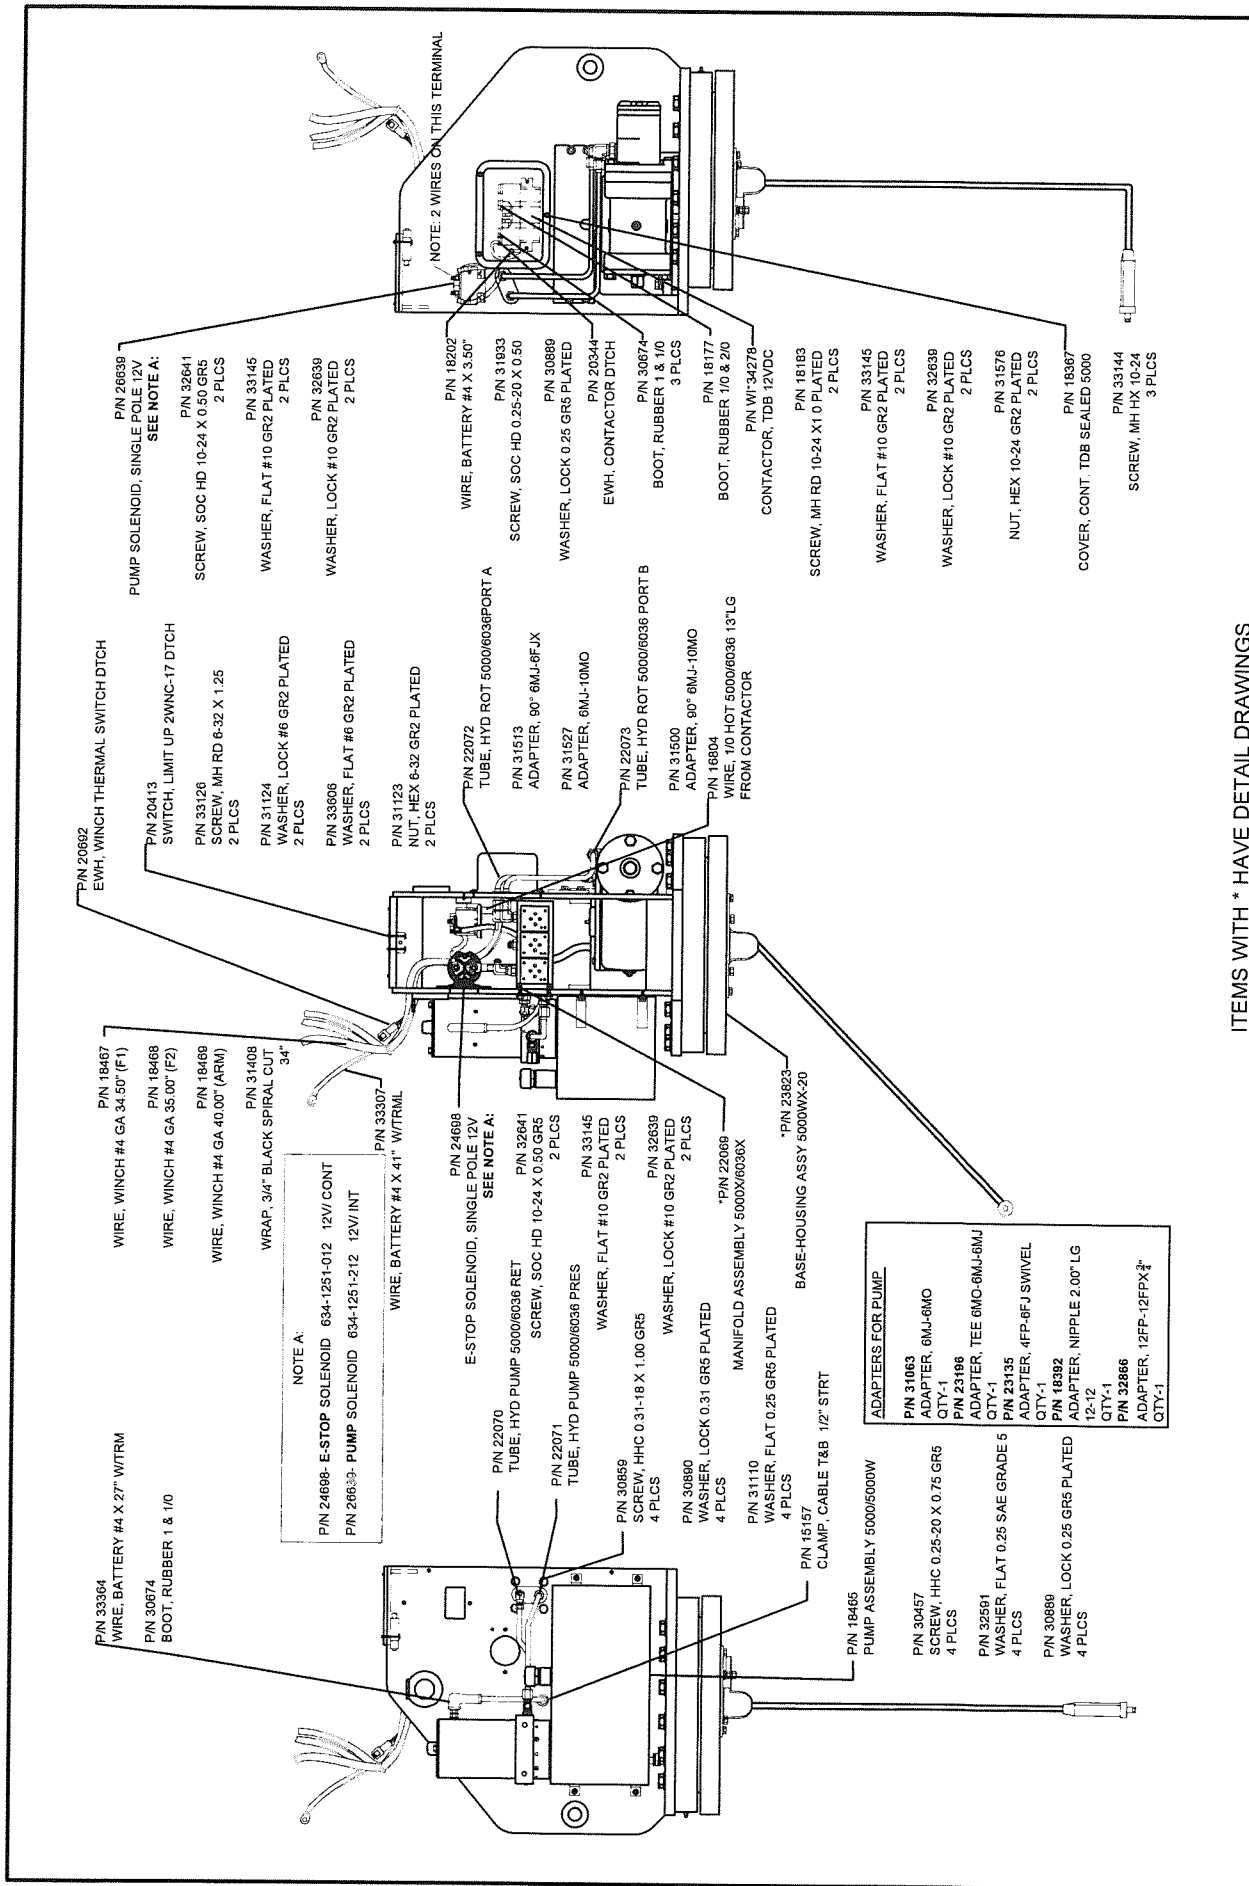 P/N 33364
WIRE, BATTERY #4 X 27" W/TRM
P/N 30674
BOOT, RUBBER 1 & 1/0
NOTE A:
P/N 24698- E-STOP SOLENOID 634-1251-012 12V/ CONT
P/N 26639- PUMP SOLENOID 634-1251-212 12V/ INT
P/N 22070
TUBE, HYD PUMP 5000/6036 RET
P/N 22071
TUBE, HYD PUMP 5000/6036 PRES
P/N 30859
SCREW, HHC 0.31-18 X 1.00 GR5
4 PLCS
P/N 30890
WASHER, LOCK 0.31 GR5 PLATED
4 PLCS
P/N 31110
WASHER, FLAT 0.25 GR5 PLATED
4 PLCS
P/N 15157
CLAMP, CABLE T&B 1/2" STRT
P/N 18465
PUMP ASSEMBLY 5000/5000W
P/N 30457
SCREW, HHC 0.25-20 X 0.75 GR5
4 PLCS
P/N 32591
WASHER, FLAT 0.25 SAE GRADE 5
4 PLCS
P/N 30889
WASHER, LOCK 0.25 GR5 PLATED
4 PLCS
ADAPTERS FOR PUMP
P/N 31063
ADAPTER, 6MJ-6MO
QTY-1
P/N 23196
ADAPTER, TEE 6MO-6MJ-6MJ
QTY-1
P/N 23135
ADAPTER, 4FP-6FJ SWIVEL
QTY-1
P/N 18392
ADAPTER, NIPPLE 2.00" LG
12-12
QTY-1
P/N 32866
ADAPTER, 12FP-12FPX3/4"
QTY-1
P/N 18467
WIRE, WINCH #4 GA 34.50" (F1)
P/N 18468
WIRE, WINCH #4 GA 35.00" (F2)
P/N 18469
WIRE, WINCH #4 GA 40.00" (ARM)
P/N 31408
WRAP, 3/4" BLACK SPIRAL CUT
34"
P/N 33307
WIRE, BATTERY #4 X 41" W/TRML
P/N 24698
E-STOP SOLENOID, SINGLE POLE 12V
SEE NOTE A:
P/N 32641
SCREW, SOC HD 10-24 X 0.50 GR5
2 PLCS
P/N 33145
WASHER, FLAT #10 GR2 PLATED
2 PLCS
P/N 32639
WASHER, LOCK #10 GR2 PLATED
2 PLCS
*P/N 22069
MANIFOLD ASSEMBLY 5000X/6036X
*P/N 23823
BASE-HOUSING ASSY 5000WX-20
P/N 20692
EWH, WINCH THERMAL SWITCH DTCH
P/N 20413
SWITCH, LIMIT UP 2WNC-17 DTCH
P/N 33126
SCREW, MH RD 6-32 X 1.25
2 PLCS
P/N 31124
WASHER, LOCK #6 GR2 PLATED
2 PLCS
P/N 33606
WASHER, FLAT #6 GR2 PLATED
2 PLCS
P/N 31123
NUT, HEX 6-32 GR2 PLATED
2 PLCS
P/N 22072
TUBE, HYD ROT 5000/6036PORT A
P/N 31513
ADAPTER, 90° 6MJ-6FJX
P/N 31527
ADAPTER, 6MJ-10MO
P/N 22073
TUBE, HYD ROT 5000/6036 PORT B
P/N 31500
ADAPTER, 90° 6MJ-10MO
P/N 16804
WIRE, 1/0 HOT 5000/6036 13"LG
FROM CONTACTOR
P/N 26639
PUMP SOLENOID, SINGLE POLE 12V
SEE NOTE A:
P/N 32641
SCREW, SOC HD 10-24 X 0.50 GR5
2 PLCS
P/N 33145
WASHER, FLAT #10 GR2 PLATED
2 PLCS
P/N 32639
WASHER, LOCK #10 GR2 PLATED
2 PLCS
NOTE: 2 WIRES ON THIS TERMINAL
P/N 18202
WIRE, BATTERY #4 X 3.50"
P/N 31933
SCREW, SOC HD 0.25-20 X 0.50
P/N 30889
WASHER, LOCK 0.25 GR5 PLATED
P/N 20344
EWH, CONTACTOR DTCH
P/N 30674
BOOT, RUBBER 1 & 1/0
3 PLCS
P/N 18177
BOOT, RUBBER 1/0 & 2/0
P/N WI*34278
CONTACTOR, TDB 12VDC
P/N 18183
SCREW, MH RD 10-24 X1.0 PLATED
2 PLCS
P/N 33145
WASHER, FLAT #10 GR2 PLATED
2 PLCS
P/N 32639
WASHER, LOCK #10 GR2 PLATED
2 PLCS
P/N 31576
NUT, HEX 10-24 GR2 PLATED
2 PLCS
P/N 18367
COVER, CONT. TDB SEALED 5000
P/N 33144
SCREW, MH HX 10-24
3 PLCS
ITEMS WITH * HAVE DETAIL DRAWINGS